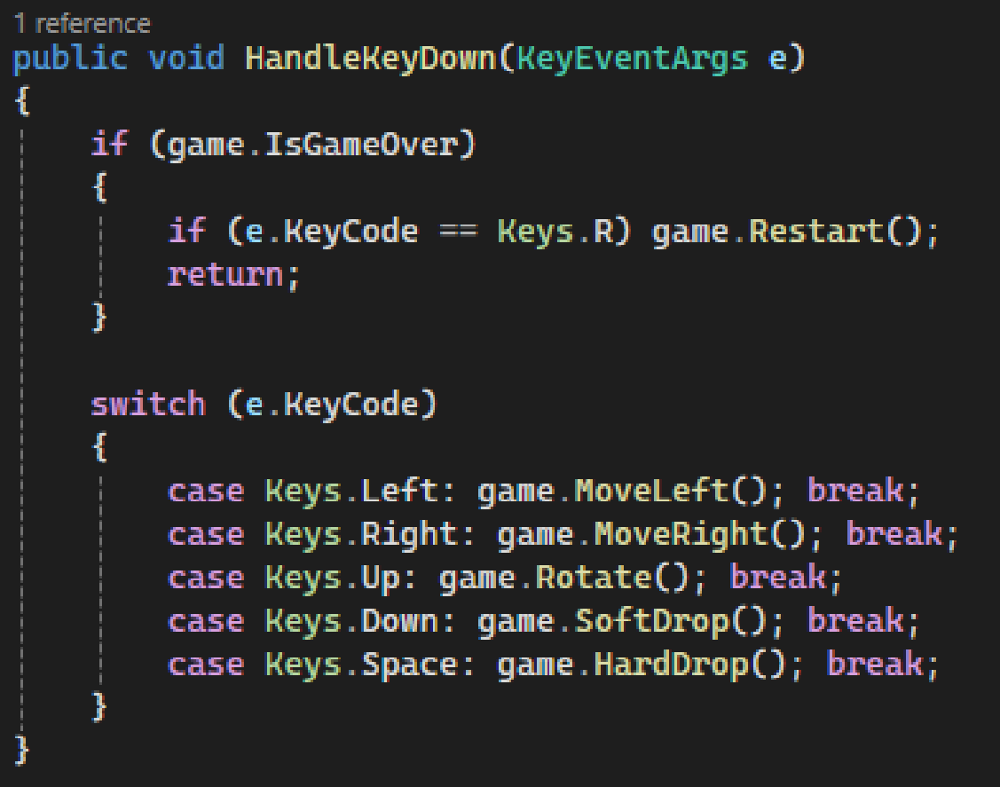 1 reference
public void HandleKeyDown(KeyEventArgs e)
{
    if (game.IsGameOver)
    {
        if (e.KeyCode == Keys.R) game.Restart();
        return;
    }

    switch (e.KeyCode)
    {
        case Keys.Left: game.MoveLeft(); break;
        case Keys.Right: game.MoveRight(); break;
        case Keys.Up: game.Rotate(); break;
        case Keys.Down: game.SoftDrop(); break;
        case Keys.Space: game.HardDrop(); break;
    }
}